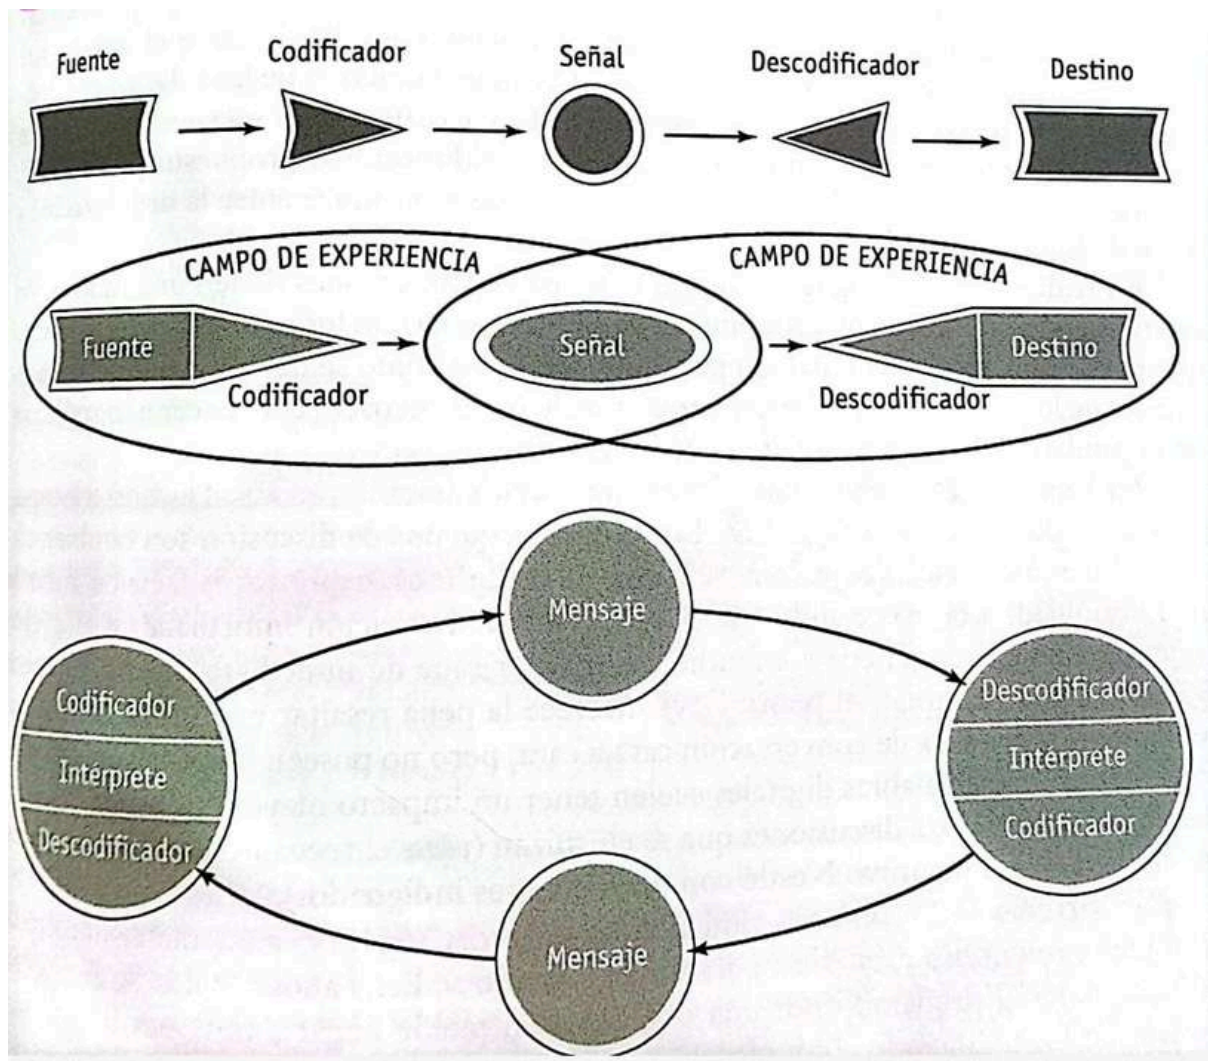 Fuente
Codificador
Señal
Descodificador
Destino
CAMPO DE EXPERIENCIA
CAMPO DE EXPERIENCIA
Fuente
Señal
Destino
Codificador
Descodificador
Mensaje
Codificador
Intérprete
Descodificador
Descodificador
Intérprete
Codificador
Mensaje